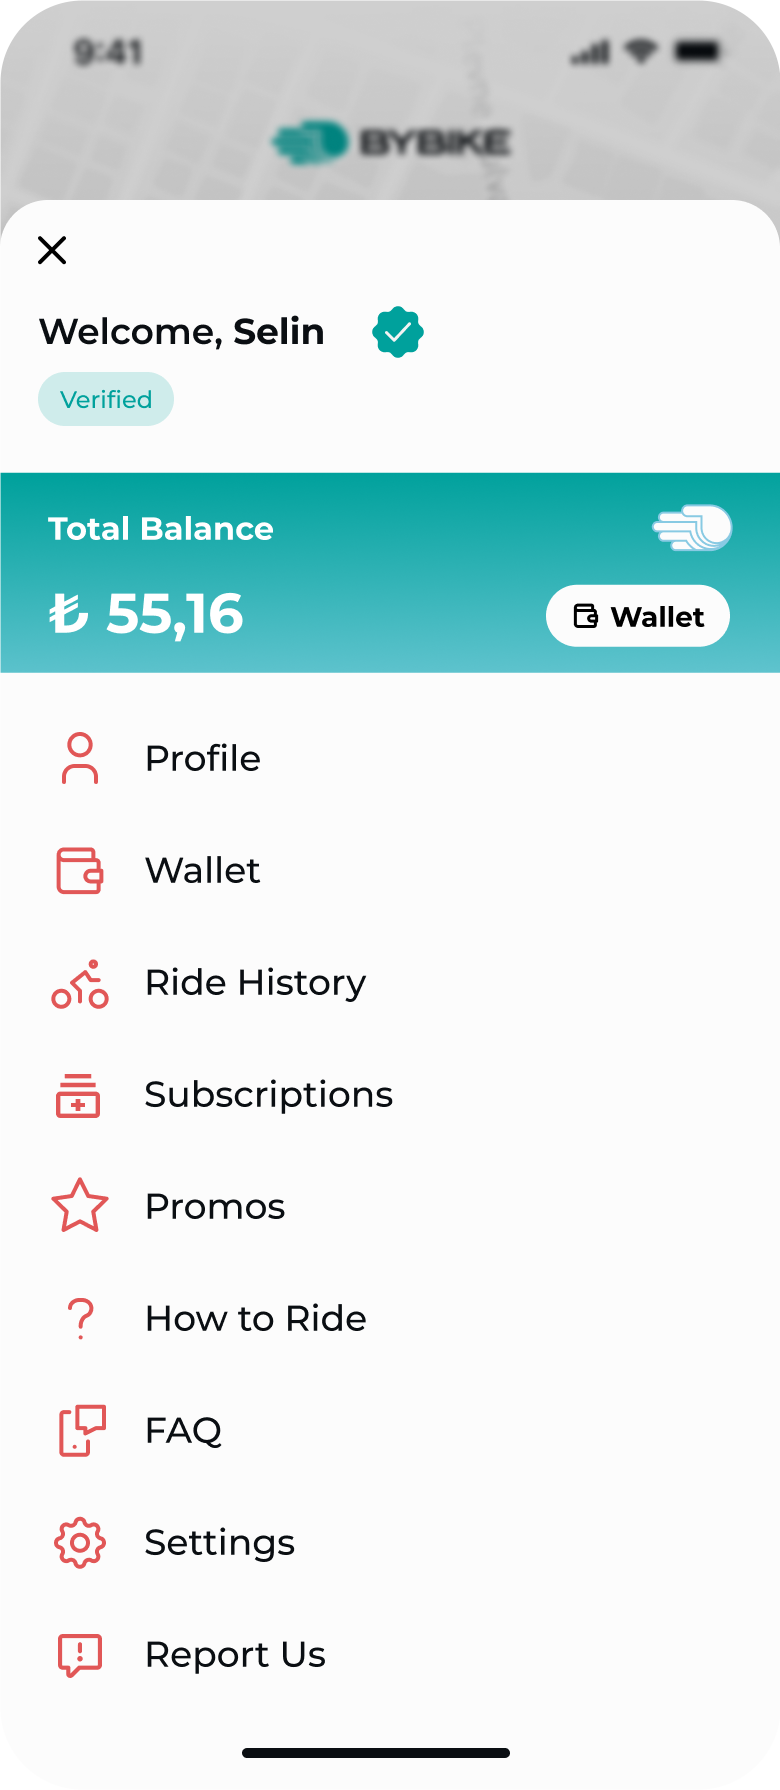 9:41
BYBIKE
Welcome, Selin
Verified
Total Balance
₺ 55,16
Wallet
Profile
Wallet
Ride History
Subscriptions
Promos
How to Ride
FAQ
Settings
Report Us